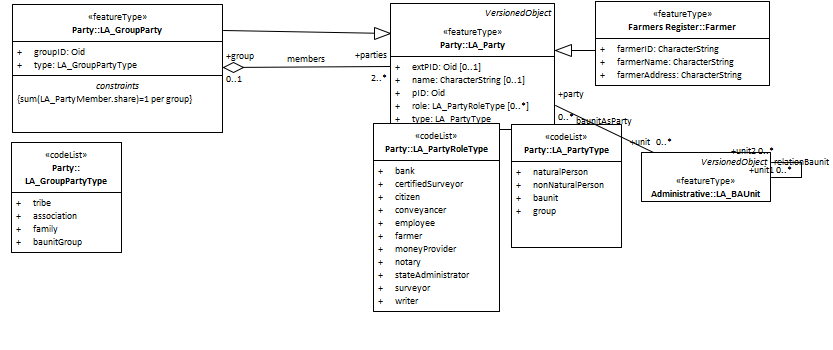 «featureType»
Party::LA_GroupParty
+ groupID: Oid
+ type: LA_GroupPartyType
constraints
{sum(LA_PartyMember.share)=1 per group}
+group
0..1
members
+parties
2..*
VersionedObject
«featureType»
Party::LA_Party
+ extPID: Oid [0..1]
+ name: CharacterString [0..1]
+ pID: Oid
+ role: LA_PartyRoleType [0..*]
+ type: LA_PartyType
Farmers Register::Farmer
+ farmerID: CharacterString
+ farmerName: CharacterString
+ farmerAddress: CharacterString
+party
0..*
baunitAsParty
+unit 0..*
+unit2 0..*
VersionedObject
relationBaunit
+unit1 0..*
«featureType»
Administrative::LA_BAUnit
«codeList»
Party::
LA_GroupPartyType
+ tribe
+ association
+ family
+ baunitGroup
«codeList»
Party::LA_PartyRoleType
+ bank
+ certifiedSurveyor
+ citizen
+ conveyancer
+ employee
+ farmer
+ moneyProvider
+ notary
+ stateAdministrator
+ surveyor
+ writer
«codeList»
Party::LA_PartyType
+ naturalPerson
+ nonNaturalPerson
+ baunit
+ group